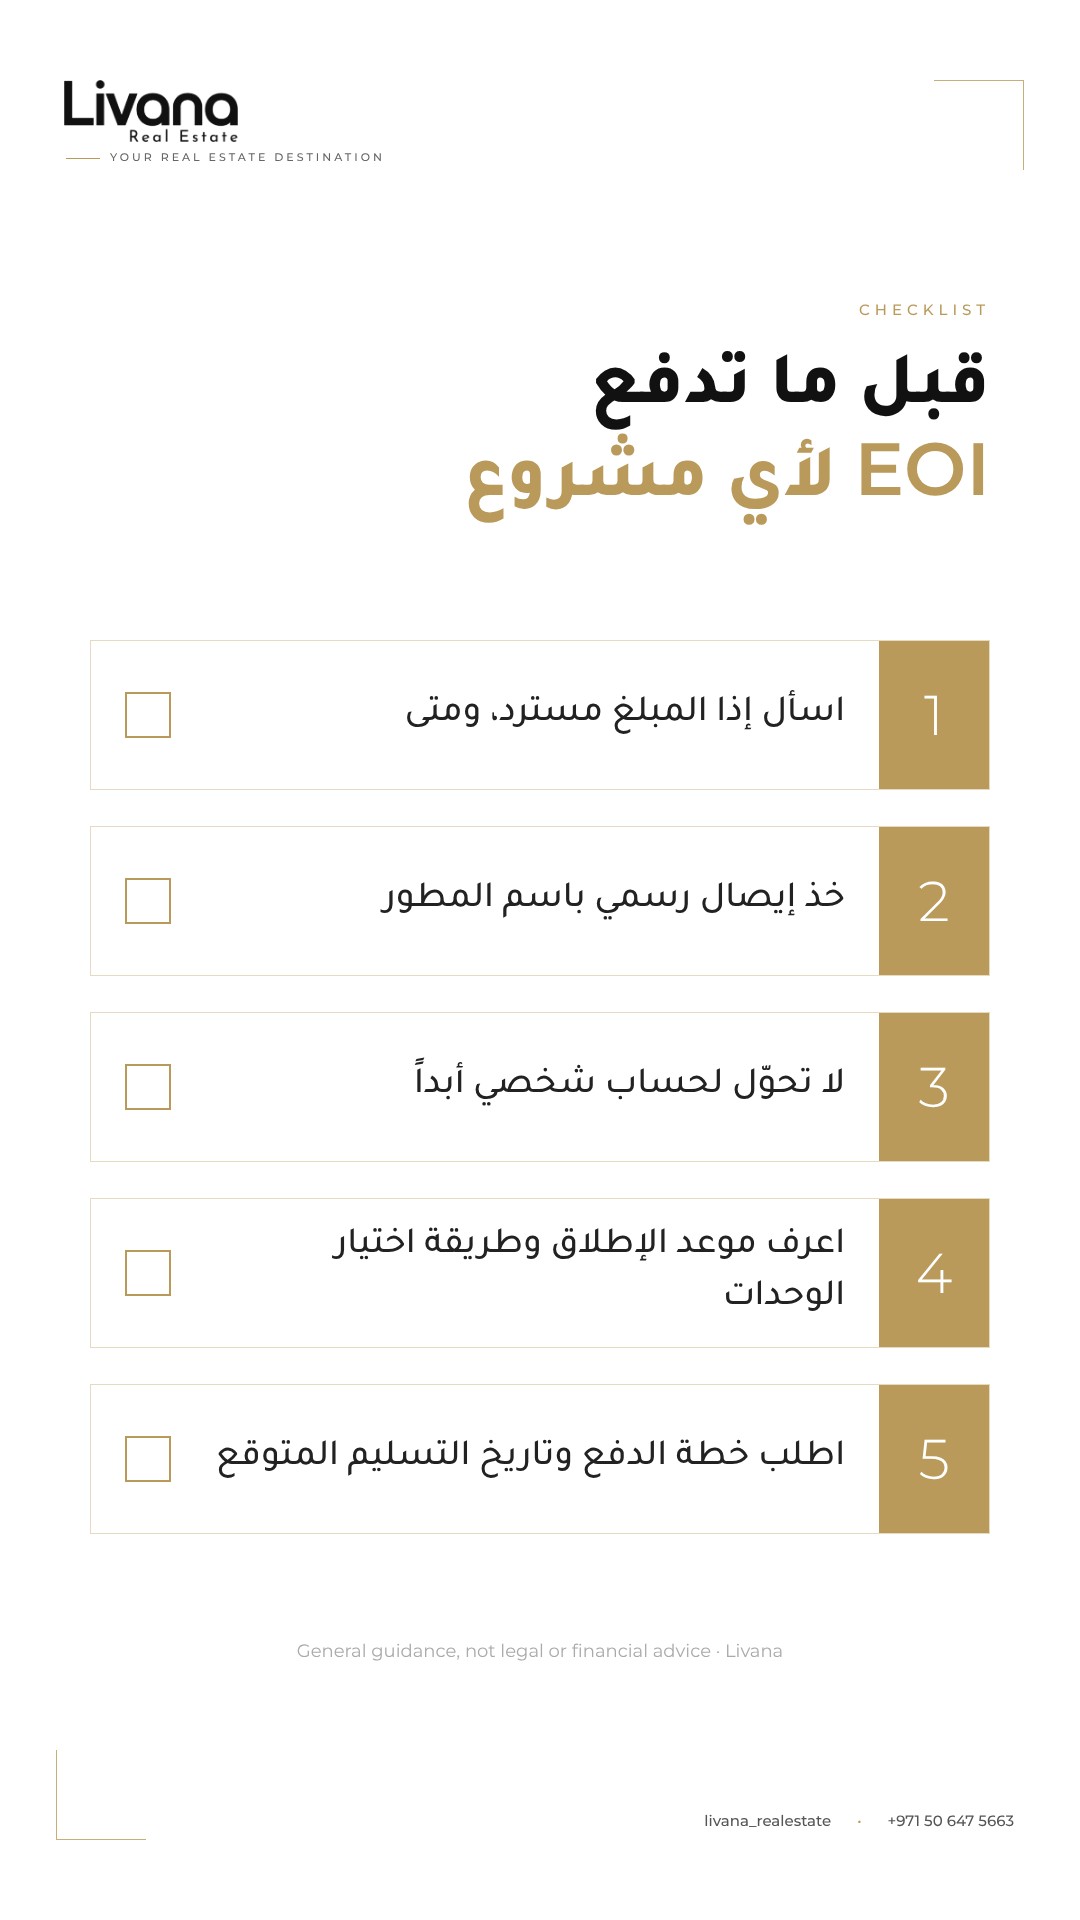 Livana
Real Estate
YOUR REAL ESTATE DESTINATION
CHECKLIST
قبل ما تدفع
EOI لأي مشروع
1
اسأل إذا المبلغ مسترد، ومتى
2
خذ إيصال رسمي باسم المطور
3
لا تحوّل لحساب شخصي أبداً
4
اعرف موعد الإطلاق وطريقة اختيار
الوحدات
5
اطلب خطة الدفع وتاريخ التسليم المتوقع
General guidance, not legal or financial advice · Livana
livana_realestate · +971 50 647 5663